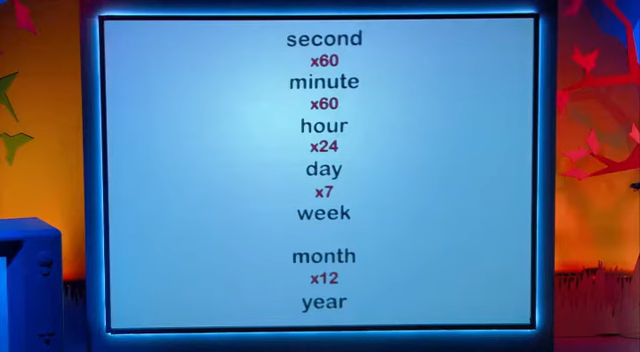 second
x60
minute
x60
hour
x24
day
x7
week
month
x12
year